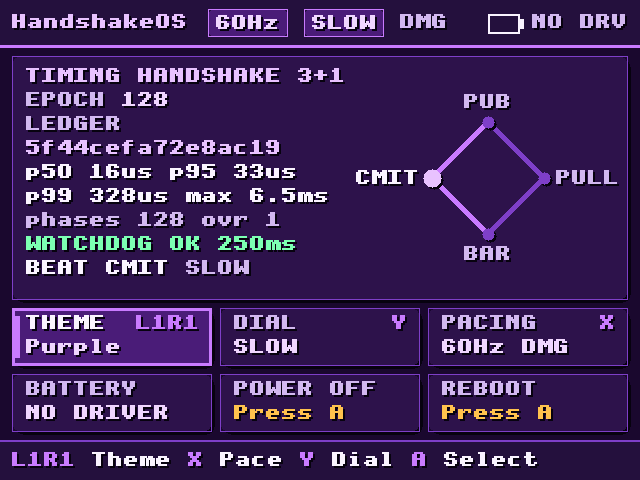 HandshakeOS 60Hz SLOW DMG NO DRV
TIMING HANDSHAKE 3+1
EPOCH 128
LEDGER
5f44cefa72e8ac19
p50 16us p95 33us
p99 328us max 6.5ms
phases 128 ovr 1
WATCHDOG OK 250ms
BEAT CMIT SLOW
PUB
CMIT
PULL
BAR
THEME L1R1
Purple
DIAL Y
SLOW
PACING X
60Hz DMG
BATTERY
NO DRIVER
POWER OFF
Press A
REBOOT
Press A
L1R1 Theme X Pace Y Dial A Select